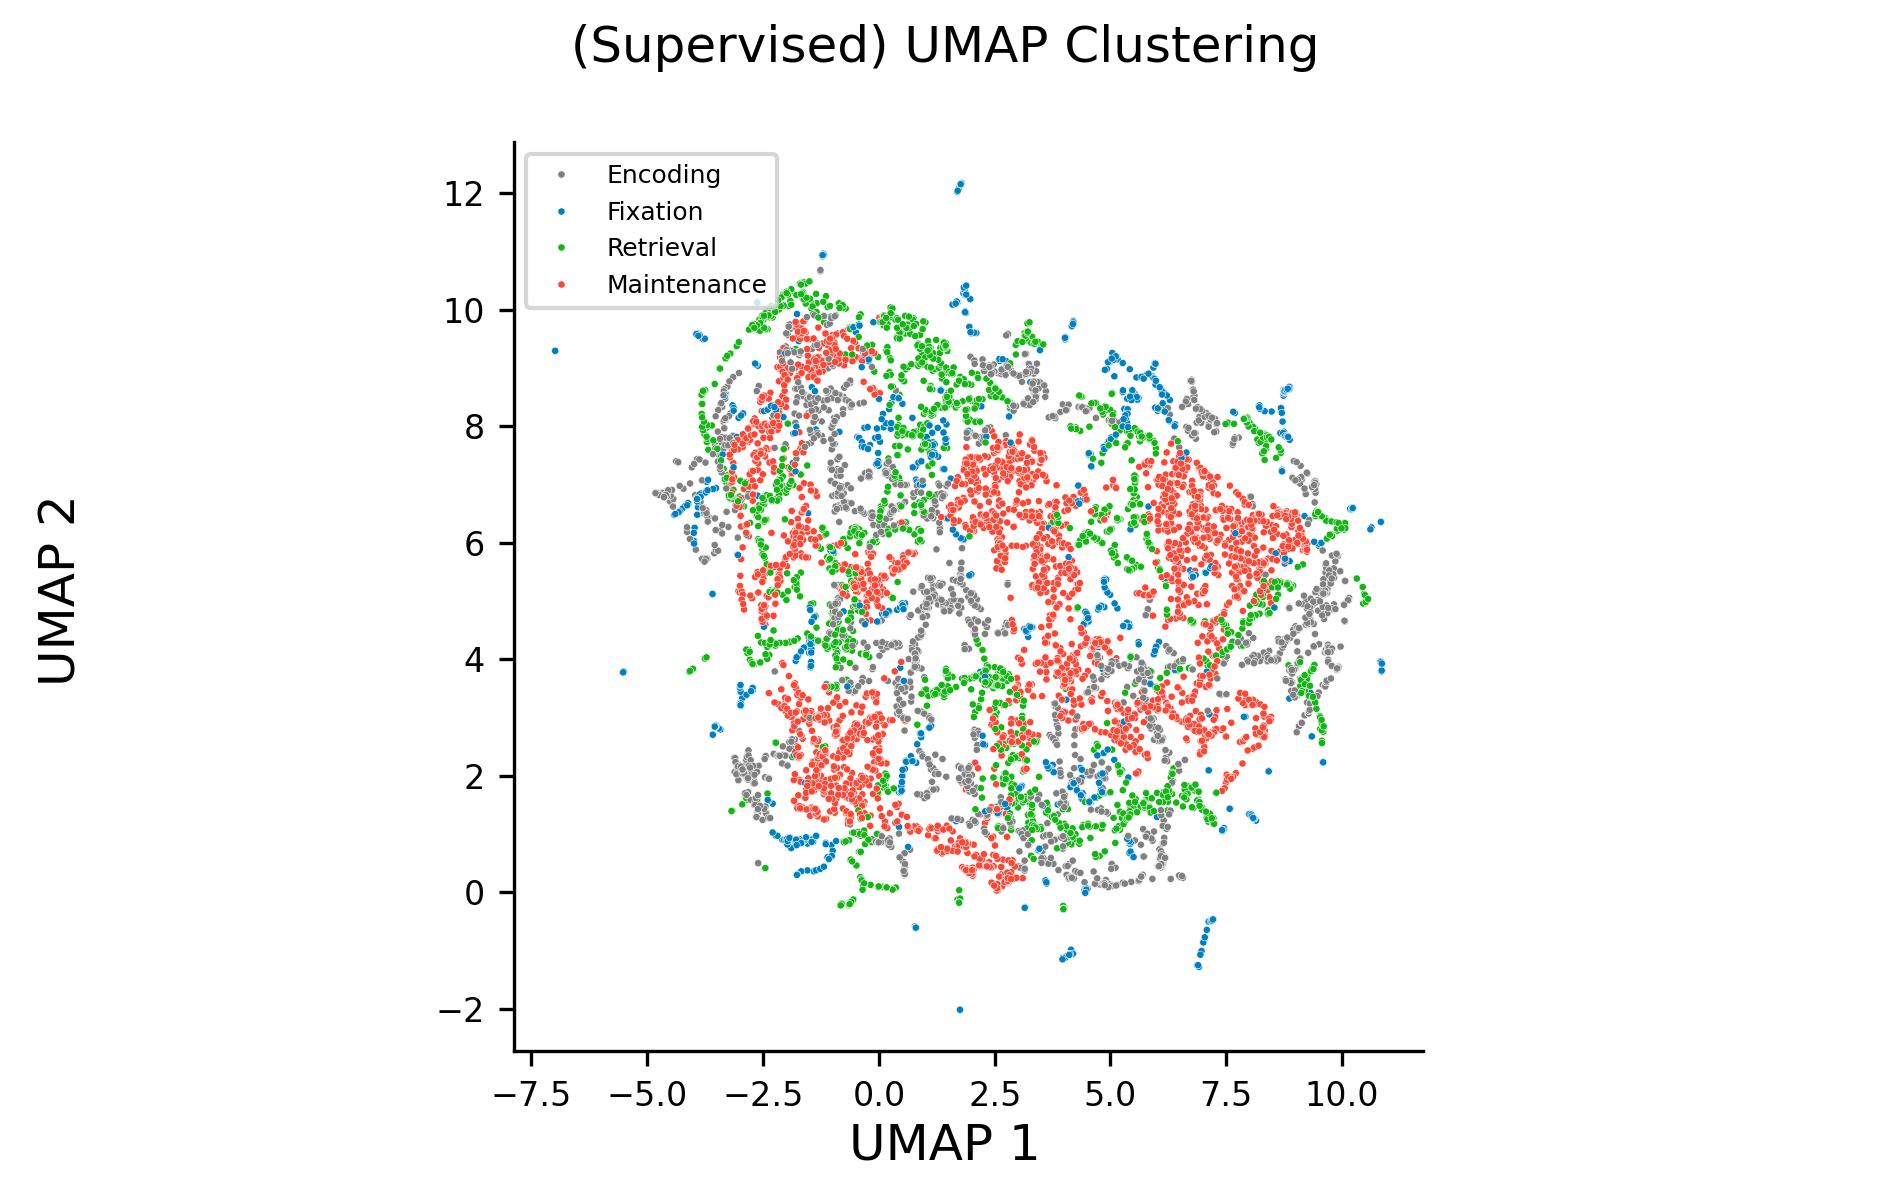 (Supervised) UMAP Clustering
Encoding
Fixation
Retrieval
Maintenance
12
10
8
6
4
2
0
−2
UMAP 2
−7.5 −5.0 −2.5 0.0 2.5 5.0 7.5 10.0
UMAP 1